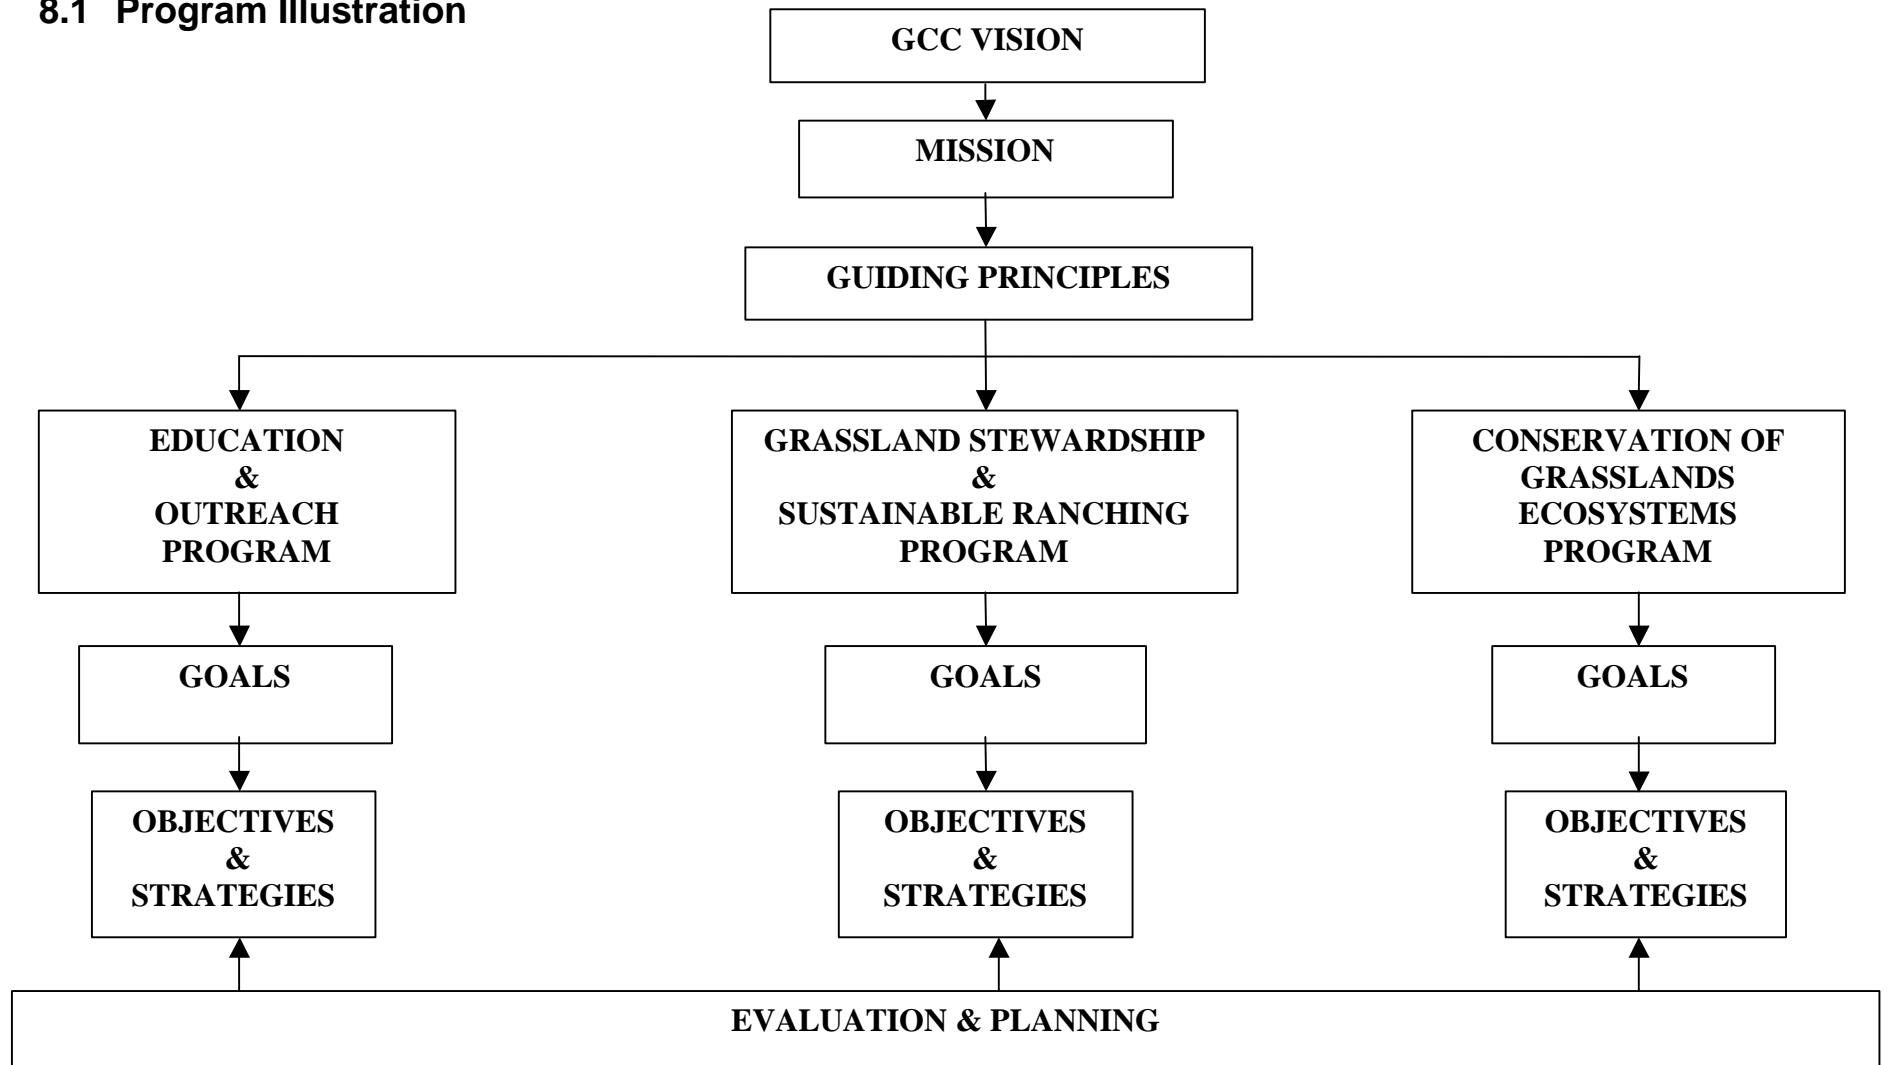 8.1 Program Illustration
GCC VISION
MISSION
GUIDING PRINCIPLES
EDUCATION
&
OUTREACH
PROGRAM
GRASSLAND STEWARDSHIP
&
SUSTAINABLE RANCHING
PROGRAM
CONSERVATION OF
GRASSLANDS
ECOSYSTEMS
PROGRAM
GOALS
GOALS
GOALS
OBJECTIVES
&
STRATEGIES
OBJECTIVES
&
STRATEGIES
OBJECTIVES
&
STRATEGIES
EVALUATION & PLANNING